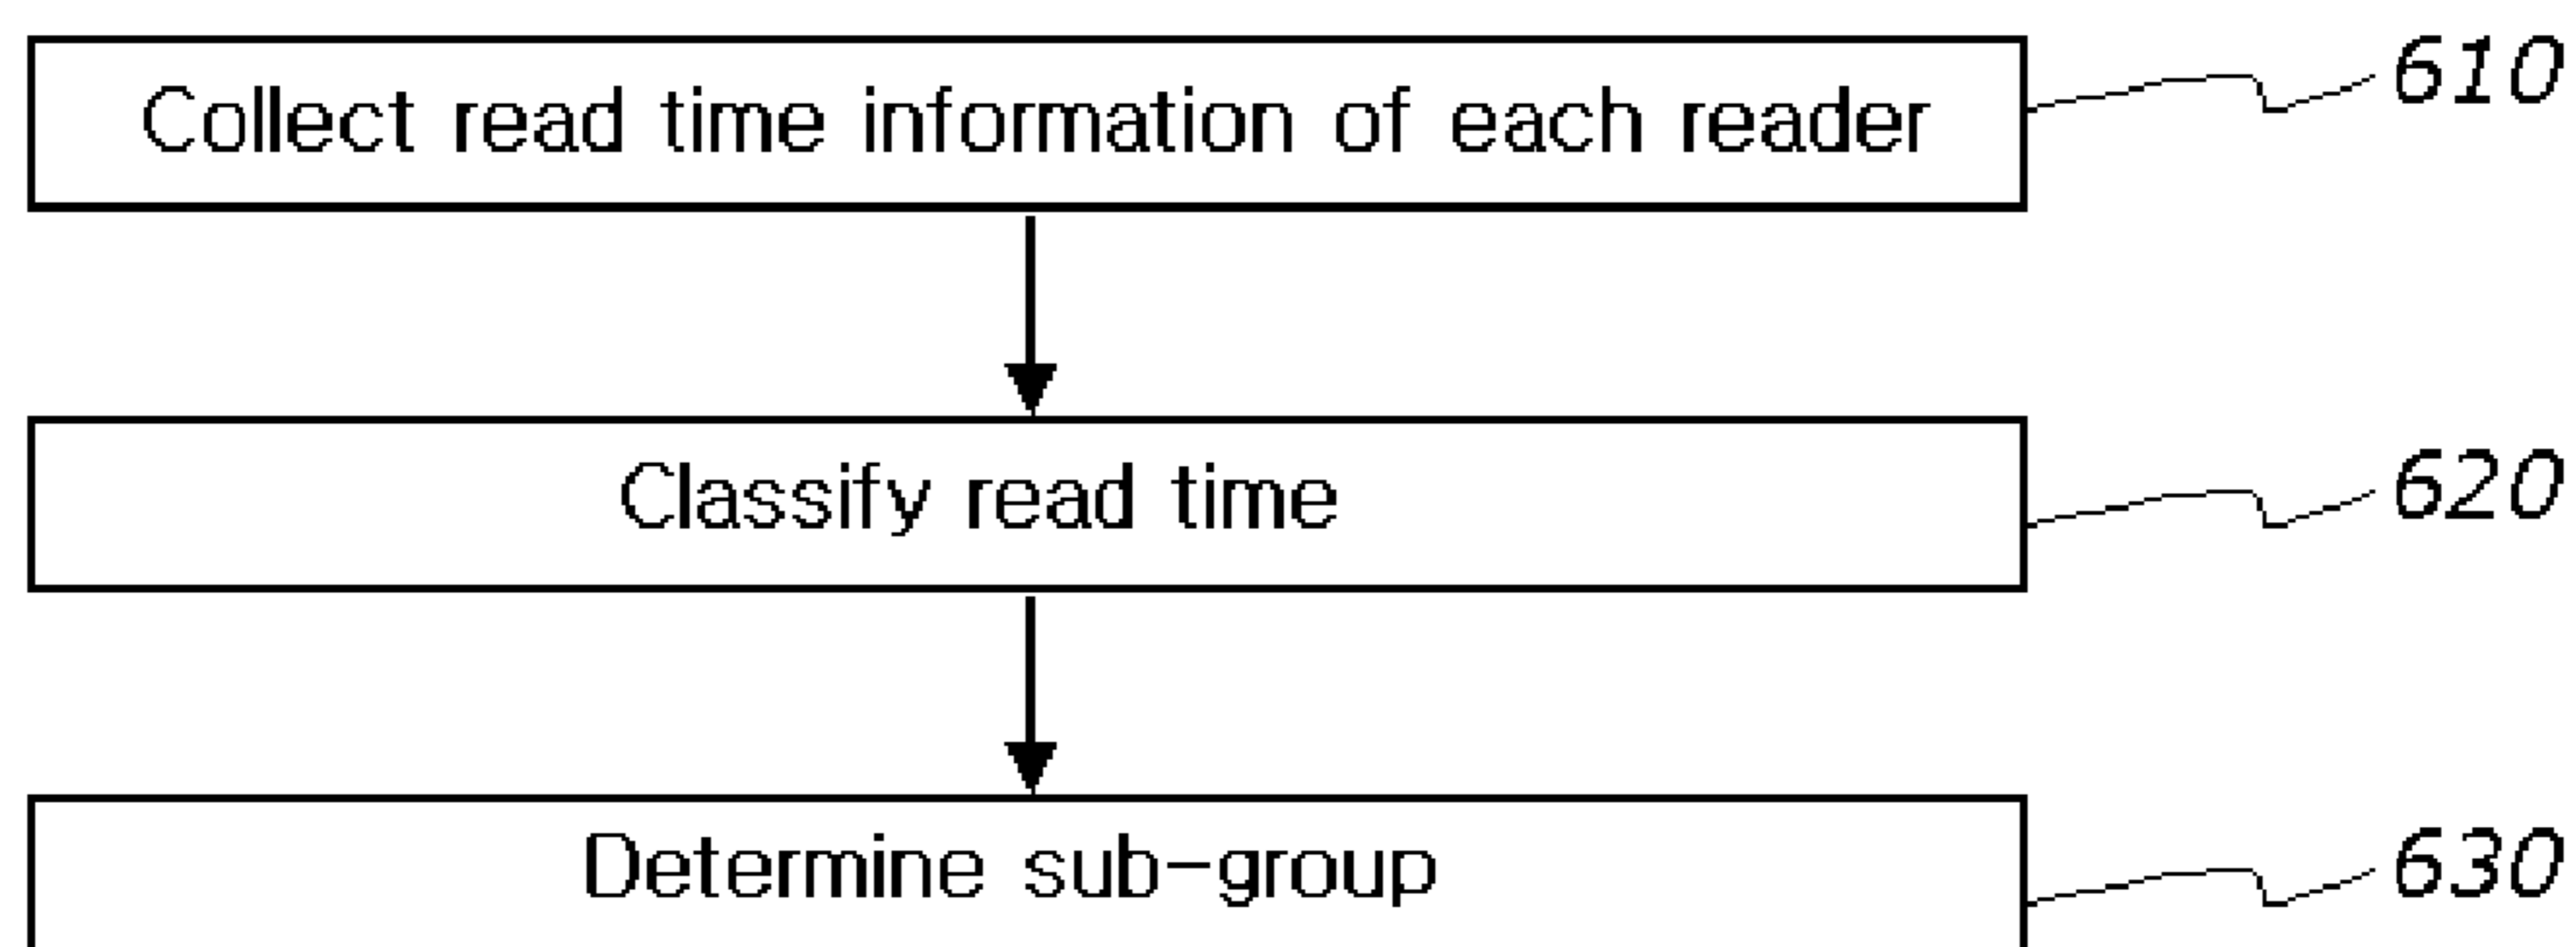 Collect read time information of each reader 610
Classify read time 620
Determine sub-group 630